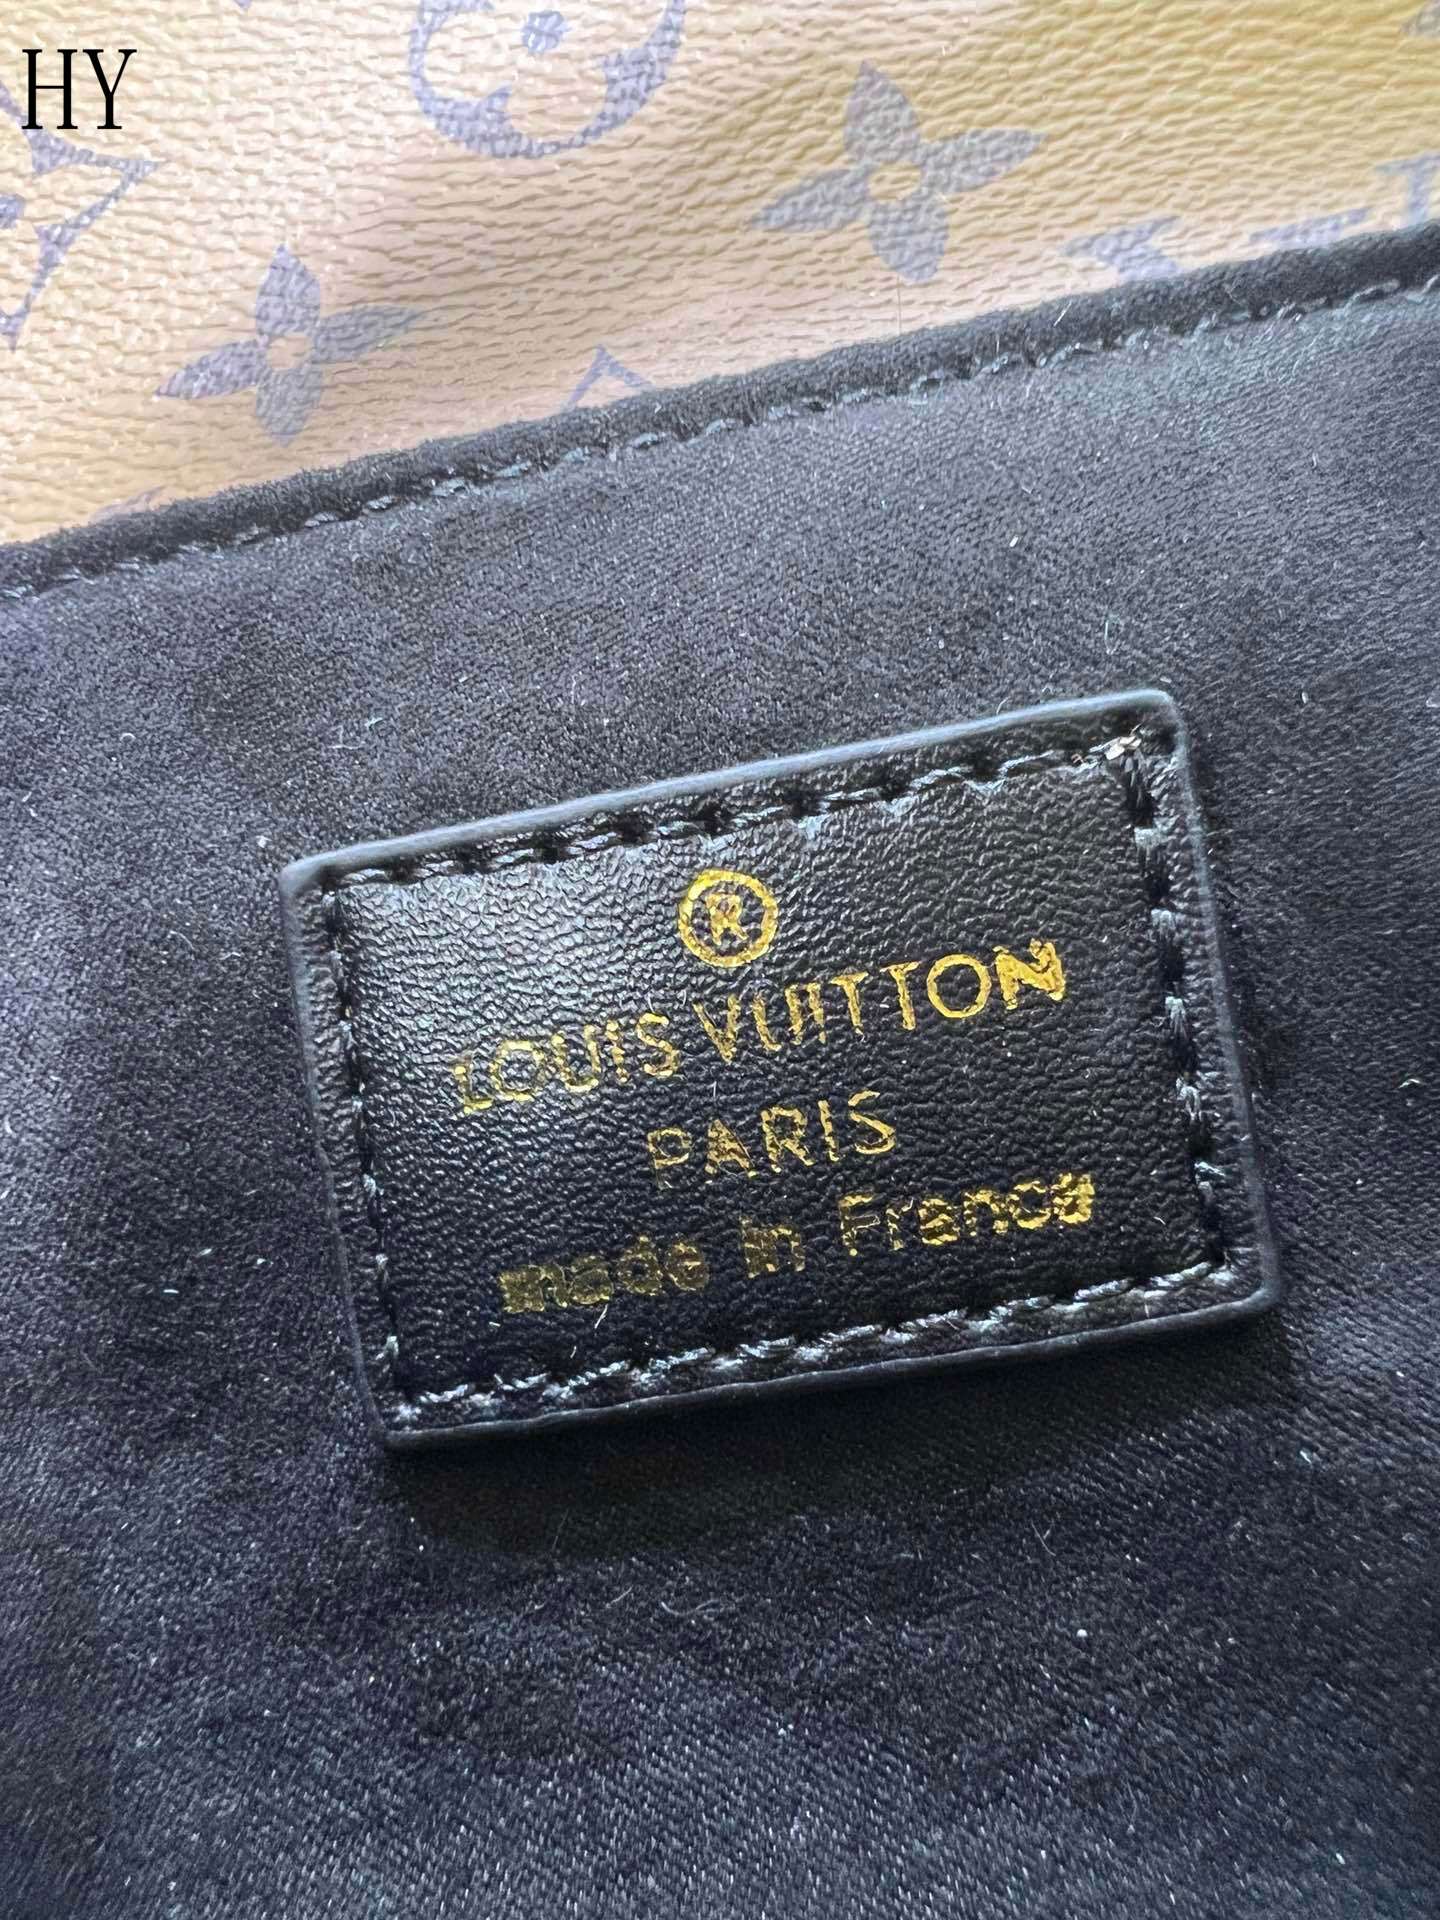 HY
®
LOUIS VUITTON
PARIS
made in France